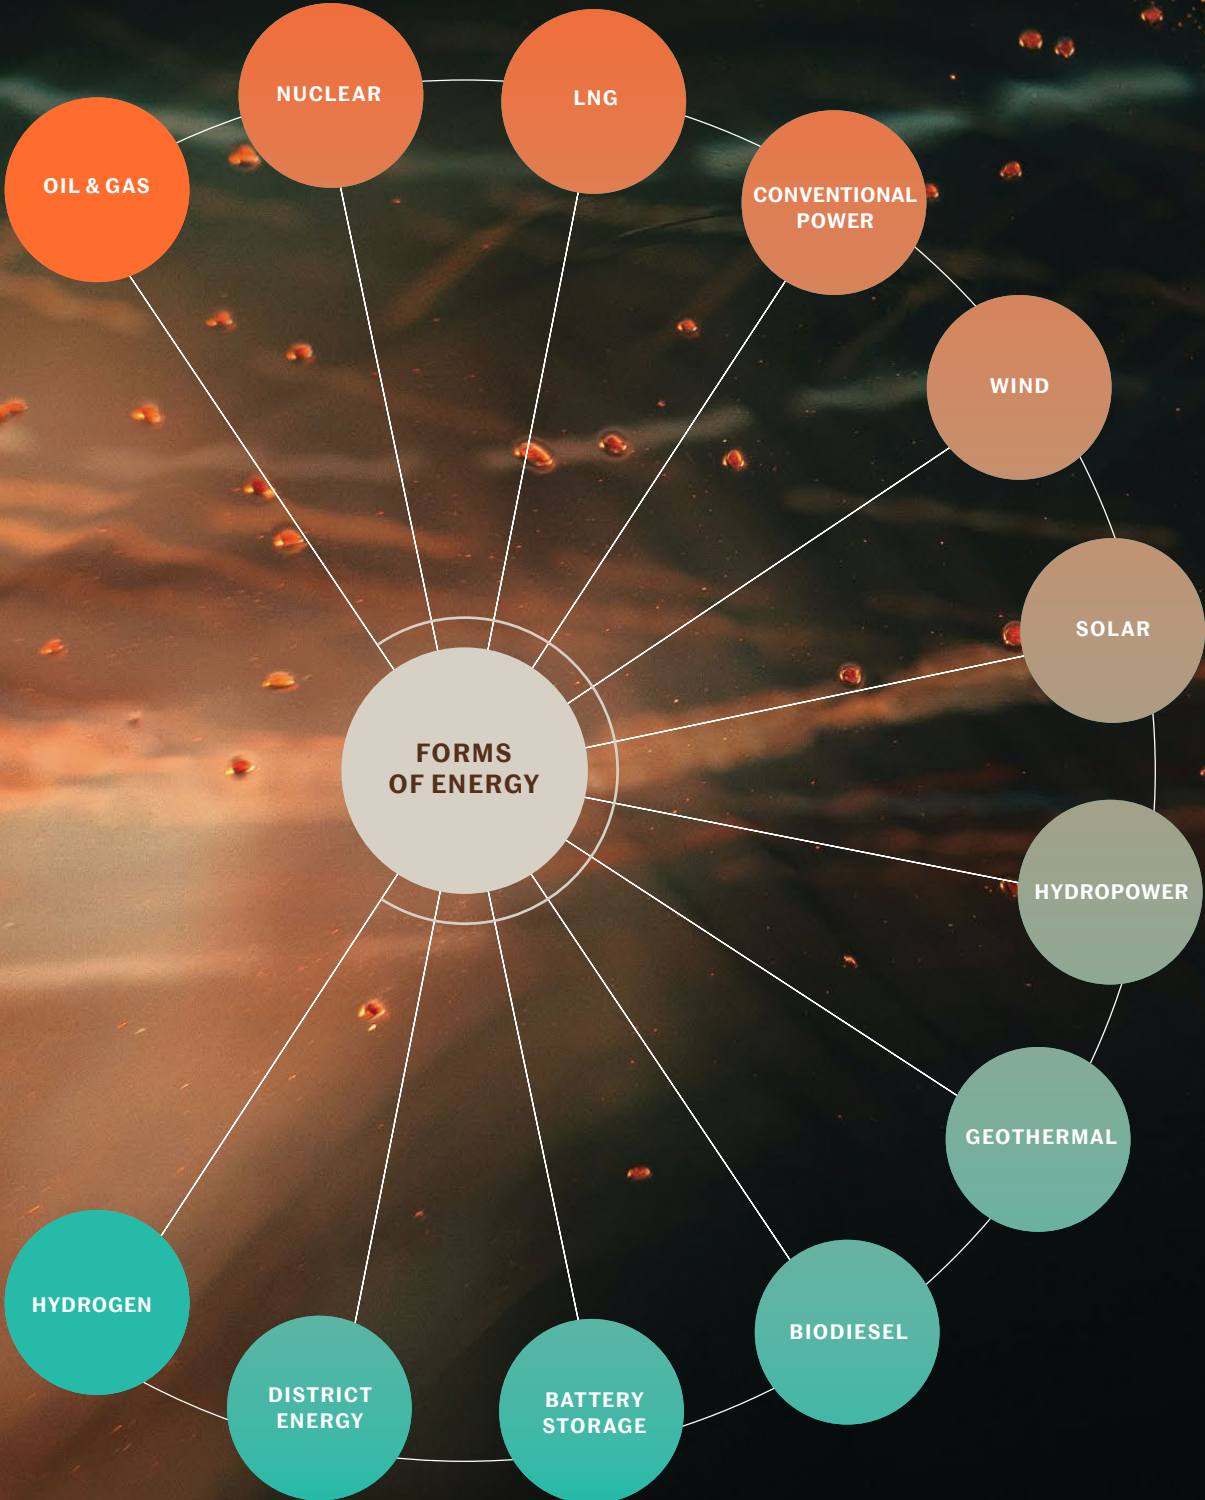 NUCLEAR
LNG
OIL & GAS
CONVENTIONAL
POWER
WIND
SOLAR
FORMS
OF ENERGY
HYDROPOWER
GEOTHERMAL
HYDROGEN
BIODIESEL
DISTRICT
ENERGY
BATTERY
STORAGE